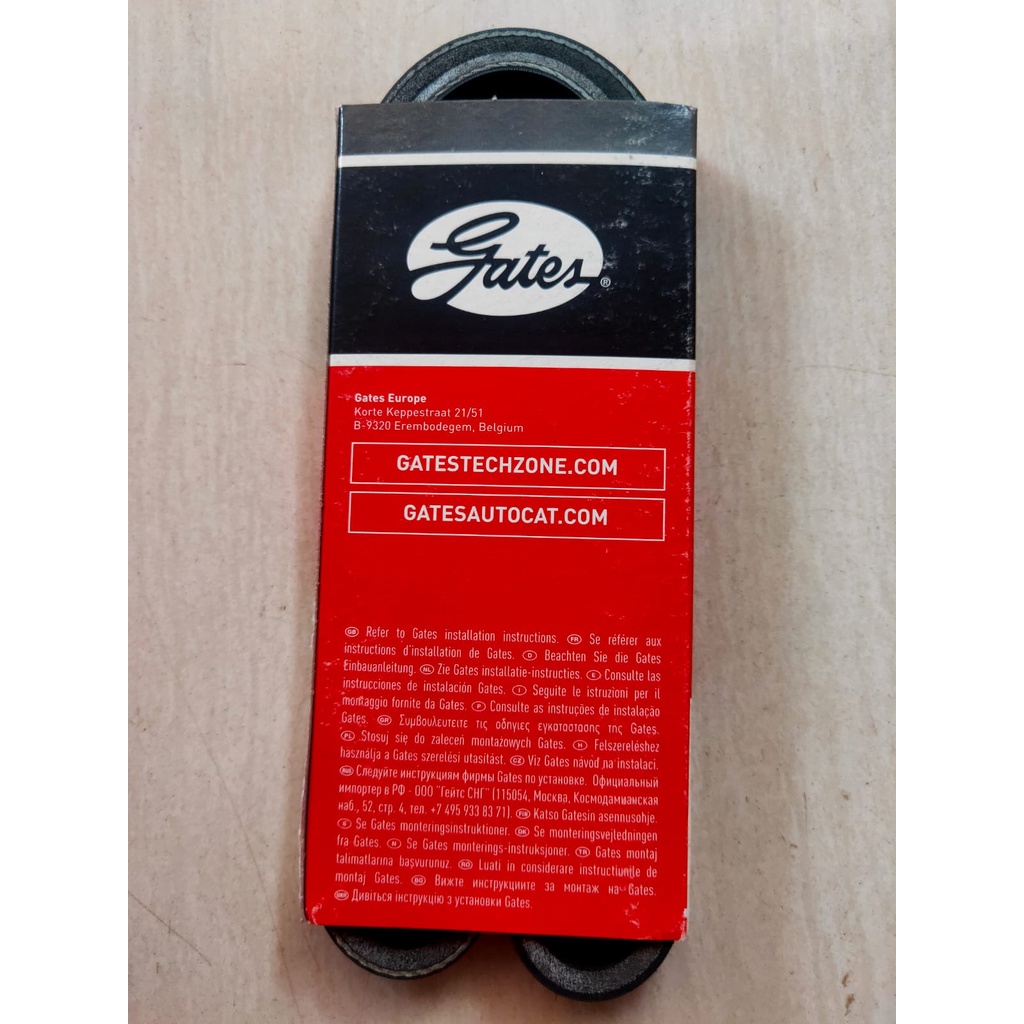 Gates®
Gates Europe
Korte Keppestraat 21/51
B-9320 Erembodegem, Belgium
GATESTECHZONE.COM
GATESAUTOCAT.COM
GB Refer to Gates installation instructions. FR Se référer aux
instructions d'installation de Gates. D Beachten Sie die Gates
Einbauanleitung. NL Zie Gates installatie-instructies. E Consulte las
instrucciones de instalación Gates. I Seguite le istruzioni per il
montaggio fornite da Gates. P Consulte as instruções de instalação
Gates. GR Συμβουλευτειτε τις οδηγιες εγκαταστασης της Gates.
PL Stosuj się do zaleceń montażowych Gates. H Felszereléshez
használja a Gates szerelési utasítást. CZ Viz Gates návod na instalaci.
RUS Следуйте инструкциям фирмы Gates по установке. Официальный
импортер в РФ - ООО "Гейтс СНГ" (115054, Москва, Космодамианская
наб., 52, стр. 4, тел. +7 495 933 83 71). FIN Katso Gatesin asennusohje.
S Se Gates monteringsinstruktioner. DK Se monteringsvejledningen
fra Gates. N Se Gates monterings-instruksjoner. TR Gates montaj
talimatlarına başvurunuz. RO Luati in considerare instructiunile de
montaj Gates. BG Вижте инструкциите за монтаж на Gates.
UKR Дивіться інструкцію з установки Gates.